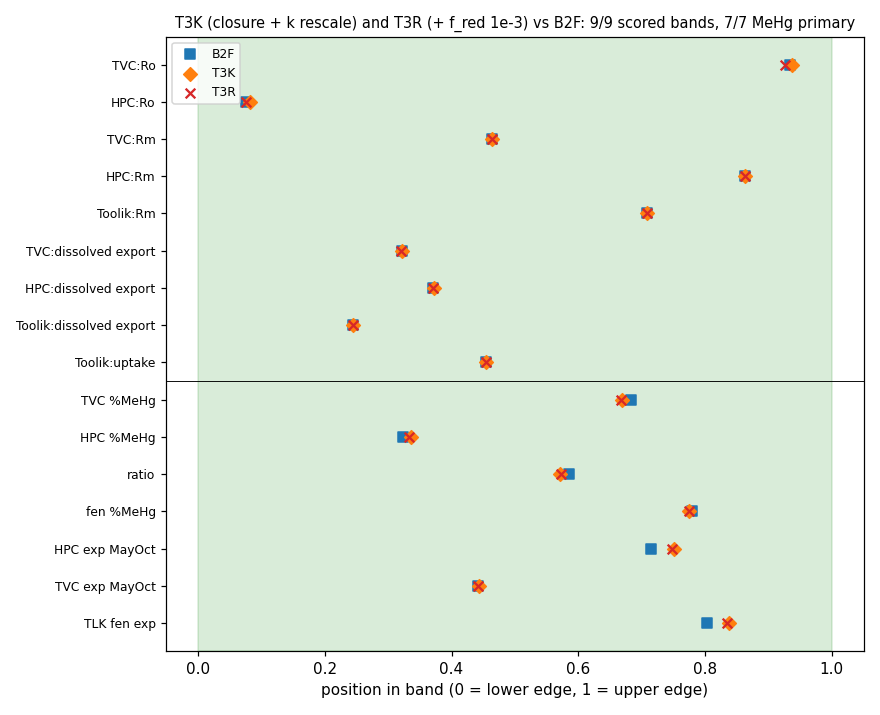 T3K (closure + k rescale) and T3R (+ f_red 1e-3) vs B2F: 9/9 scored bands, 7/7 MeHg primary
B2F
T3K
T3R
TVC:Ro
HPC:Ro
TVC:Rm
HPC:Rm
Toolik:Rm
TVC:dissolved export
HPC:dissolved export
Toolik:dissolved export
Toolik:uptake
TVC %MeHg
HPC %MeHg
ratio
fen %MeHg
HPC exp MayOct
TVC exp MayOct
TLK fen exp
0.0 0.2 0.4 0.6 0.8 1.0
position in band (0 = lower edge, 1 = upper edge)